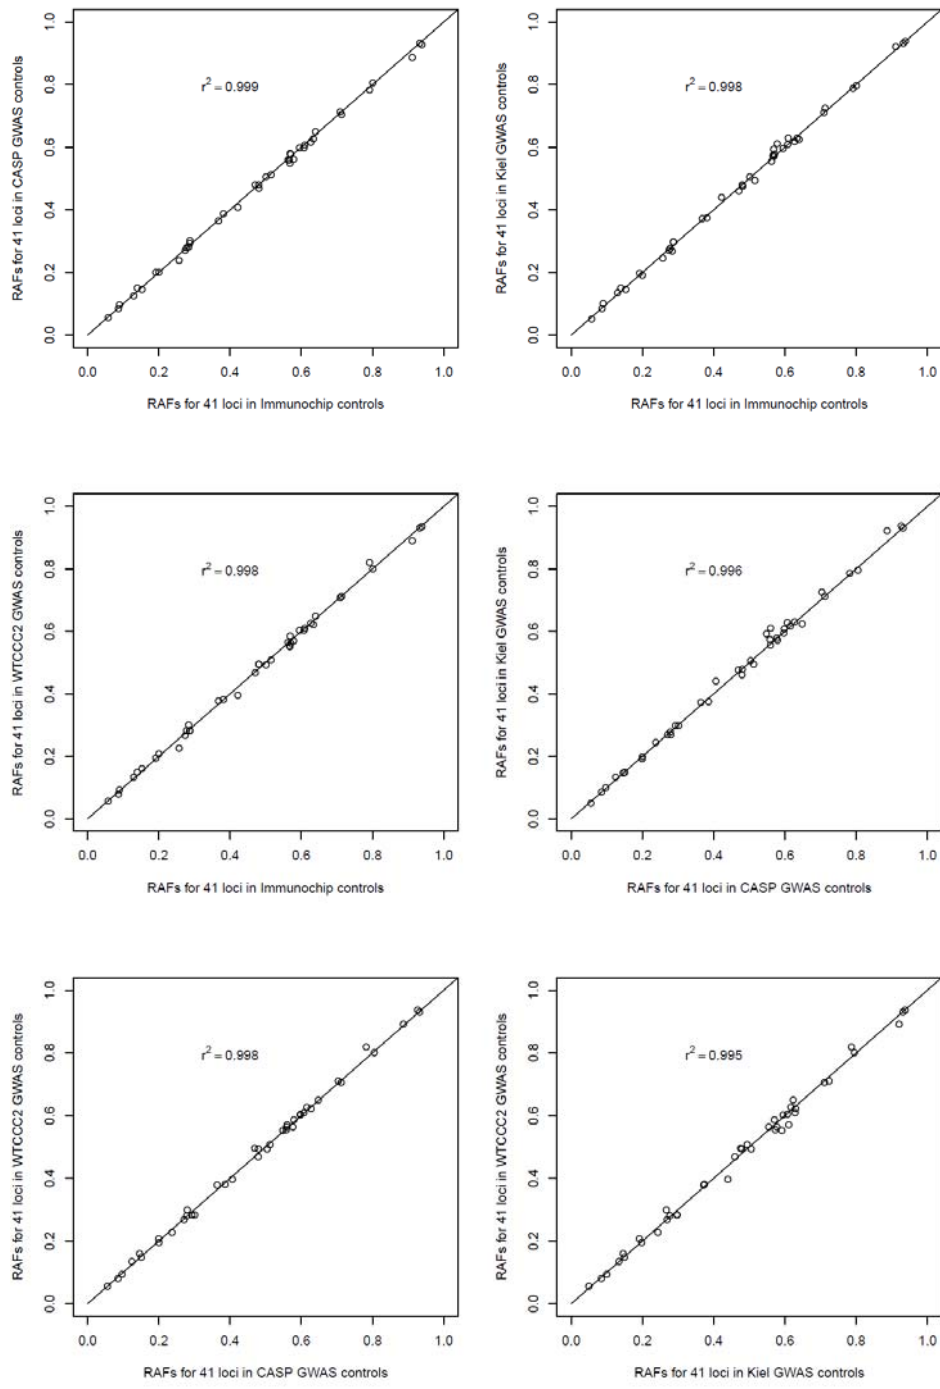 RAFs for 41 loci in CASP GWAS controls
0.0 0.2 0.4 0.6 0.8 1.0
r² = 0.999
0.0 0.2 0.4 0.6 0.8 1.0
RAFs for 41 loci in Immunochip controls
RAFs for 41 loci in Kiel GWAS controls
0.0 0.2 0.4 0.6 0.8 1.0
r² = 0.998
0.0 0.2 0.4 0.6 0.8 1.0
RAFs for 41 loci in Immunochip controls
RAFs for 41 loci in WTCCC2 GWAS controls
0.0 0.2 0.4 0.6 0.8 1.0
r² = 0.998
0.0 0.2 0.4 0.6 0.8 1.0
RAFs for 41 loci in Immunochip controls
RAFs for 41 loci in Kiel GWAS controls
0.0 0.2 0.4 0.6 0.8 1.0
r² = 0.996
0.0 0.2 0.4 0.6 0.8 1.0
RAFs for 41 loci in CASP GWAS controls
RAFs for 41 loci in WTCCC2 GWAS controls
0.0 0.2 0.4 0.6 0.8 1.0
r² = 0.998
0.0 0.2 0.4 0.6 0.8 1.0
RAFs for 41 loci in CASP GWAS controls
RAFs for 41 loci in WTCCC2 GWAS controls
0.0 0.2 0.4 0.6 0.8 1.0
r² = 0.995
0.0 0.2 0.4 0.6 0.8 1.0
RAFs for 41 loci in Kiel GWAS controls